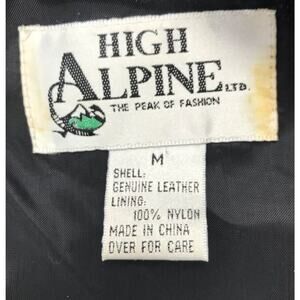 HIGH
ALPINE LTD.
THE PEAK OF FASHION
M
SHELL:
GENUINE LEATHER
LINING:
100% NYLON
MADE IN CHINA
OVER FOR CARE